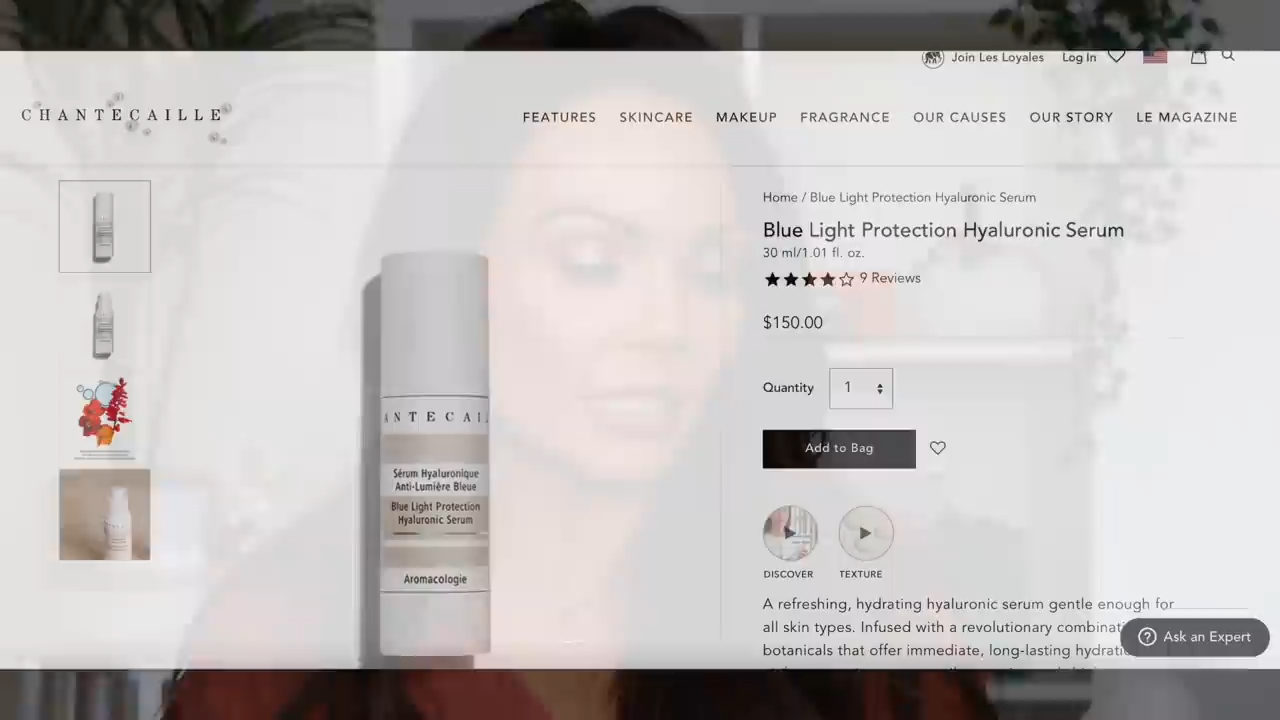 Join Les Loyales Log In
CHANTECAILLE
FEATURES SKINCARE MAKEUP FRAGRANCE OUR CAUSES OUR STORY LE MAGAZINE
Home / Blue Light Protection Hyaluronic Serum
Blue Light Protection Hyaluronic Serum
30 ml/1.01 fl. oz.
9 Reviews
$150.00
Quantity 1
Add to Bag
ANTECAI
Sérum Hyaluronique
Anti-Lumière Bleue
Blue Light Protection
Hyaluronic Serum
Aromacologie
DISCOVER TEXTURE
A refreshing, hydrating hyaluronic serum gentle enough for
all skin types. Infused with a revolutionary
botanicals that offer immediate, long-lasting
Ask an Expert